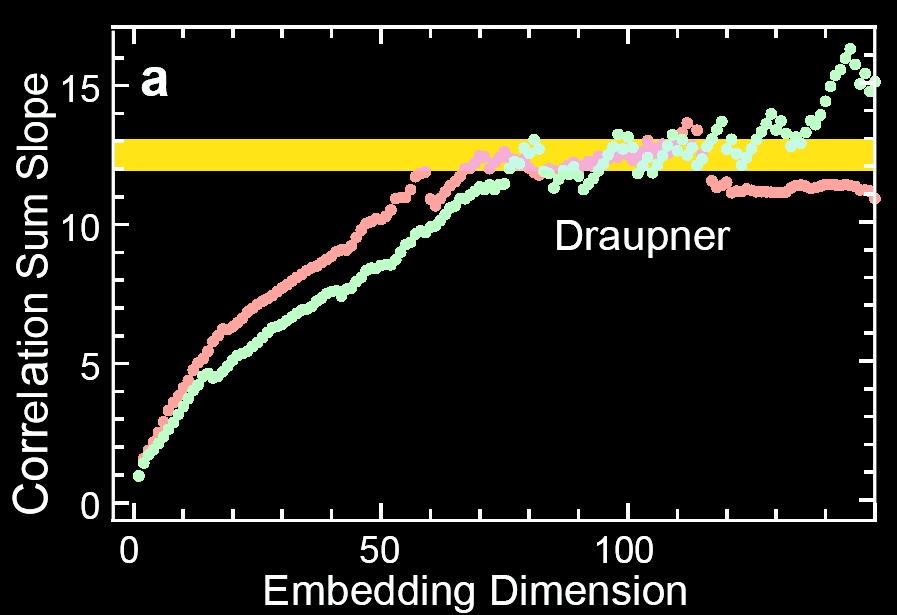 a
Correlation Sum Slope
15
10
5
0
Draupner
0 50 100
Embedding Dimension